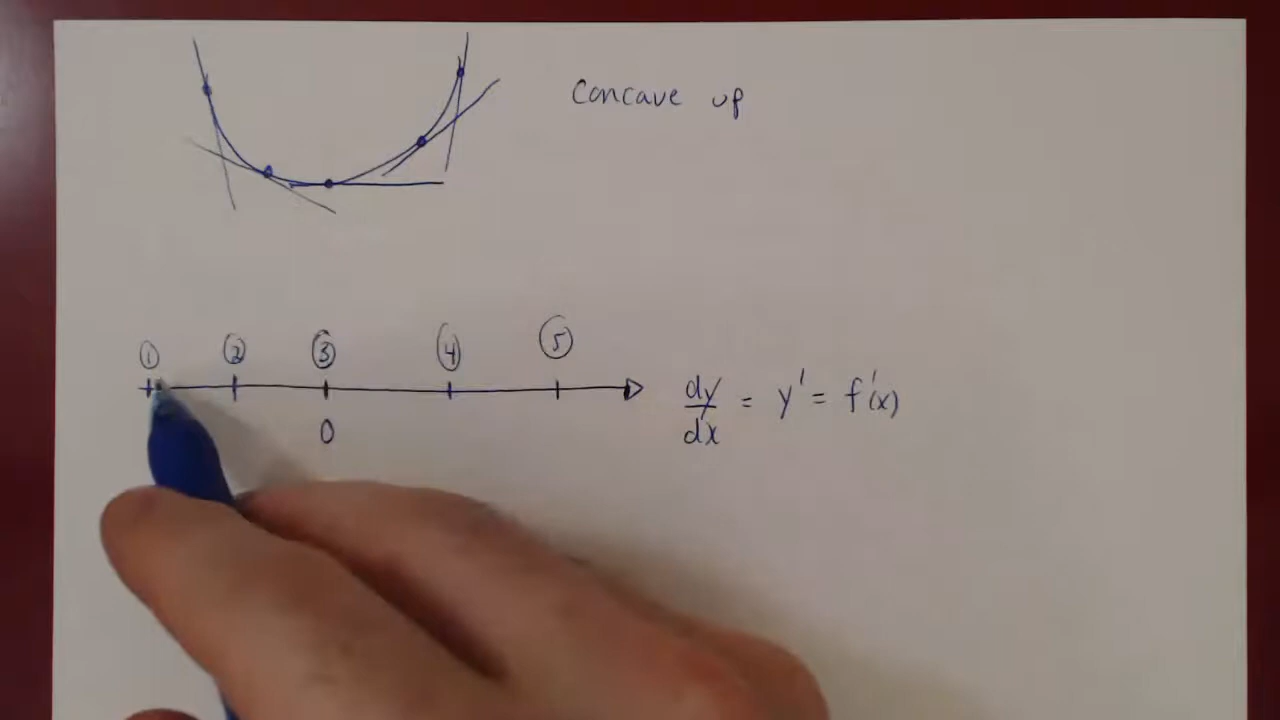 Concave up
① ② ③ ④ ⑤
0
dy/dx = y' = f'(x)